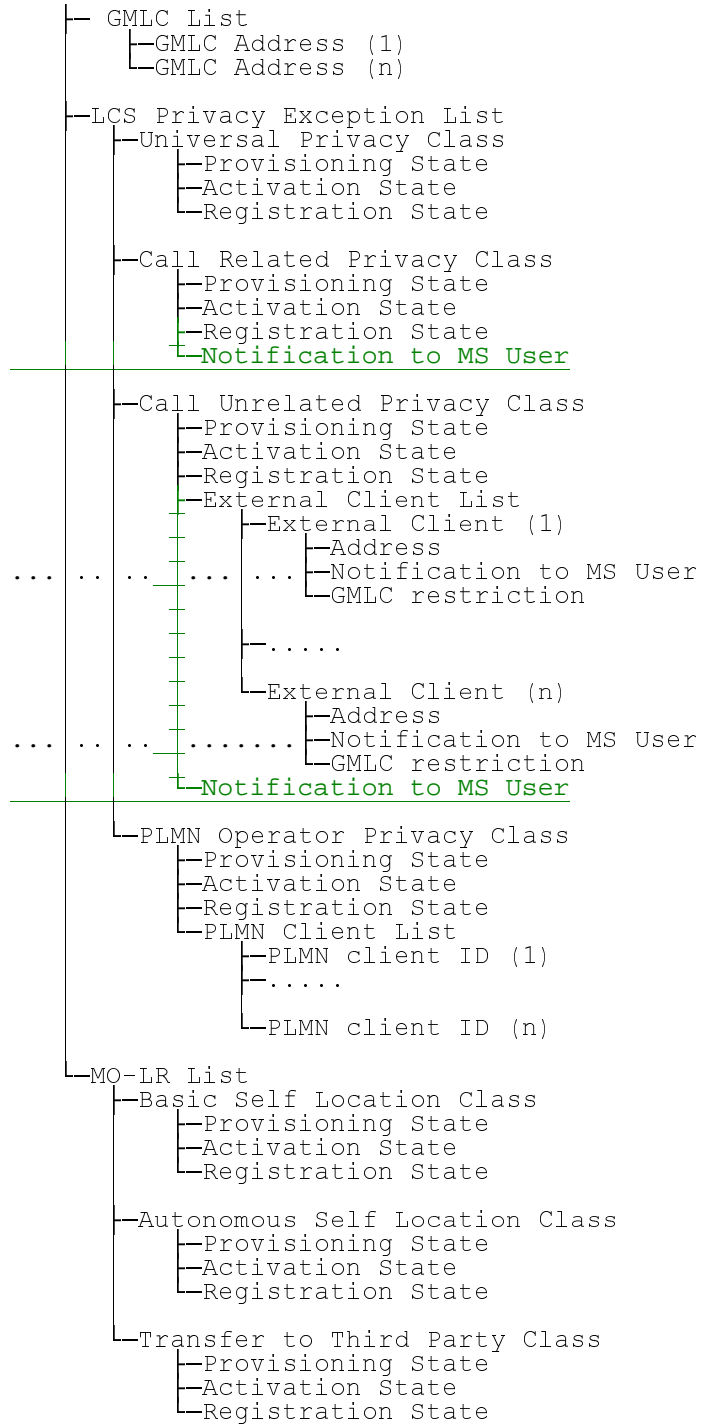 GMLC List
GMLC Address (1)
GMLC Address (n)
LCS Privacy Exception List
Universal Privacy Class
Provisioning State
Activation State
Registration State
Call Related Privacy Class
Provisioning State
Activation State
Registration State
Notification to MS User
Call Unrelated Privacy Class
Provisioning State
Activation State
Registration State
External Client List
External Client (1)
Address
... .. .. ... ... Notification to MS User
GMLC restriction
.....
External Client (n)
Address
... .. .. ....... Notification to MS User
GMLC restriction
Notification to MS User
PLMN Operator Privacy Class
Provisioning State
Activation State
Registration State
PLMN Client List
PLMN client ID (1)
.....
PLMN client ID (n)
MO-LR List
Basic Self Location Class
Provisioning State
Activation State
Registration State
Autonomous Self Location Class
Provisioning State
Activation State
Registration State
Transfer to Third Party Class
Provisioning State
Activation State
Registration State